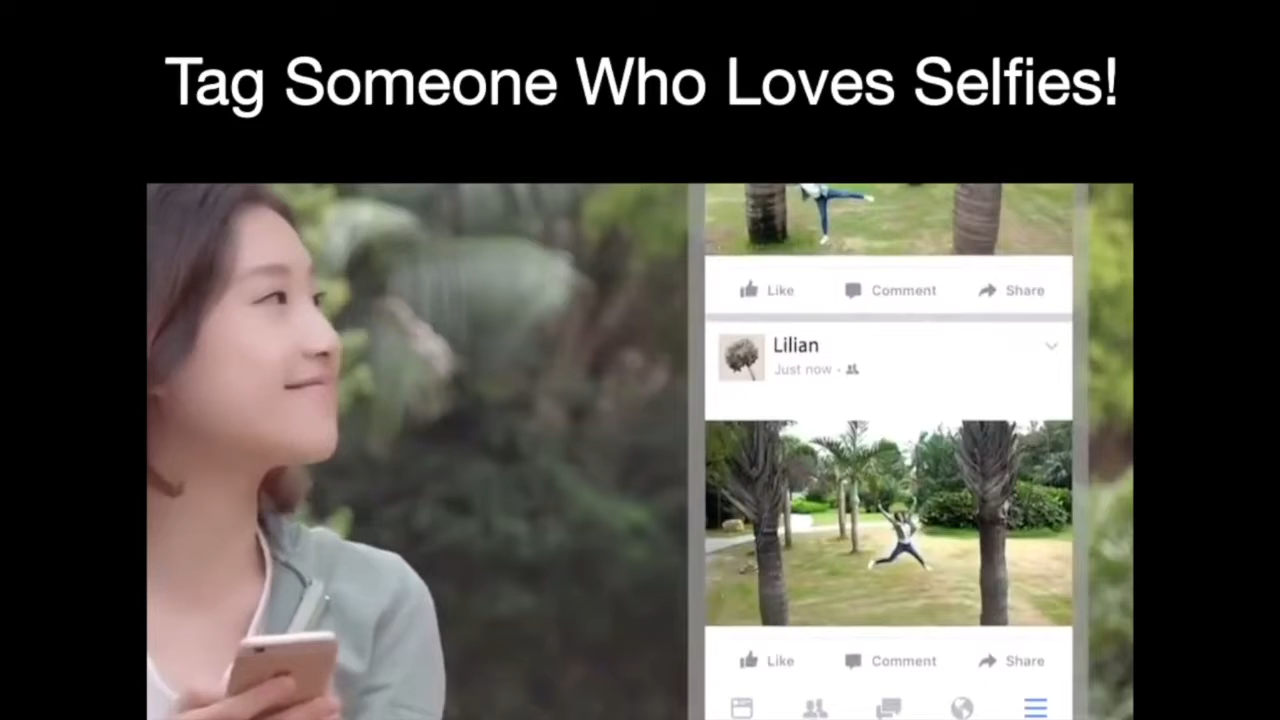 Tag Someone Who Loves Selfies!
Like Comment Share
Lilian
Just now
Like Comment Share